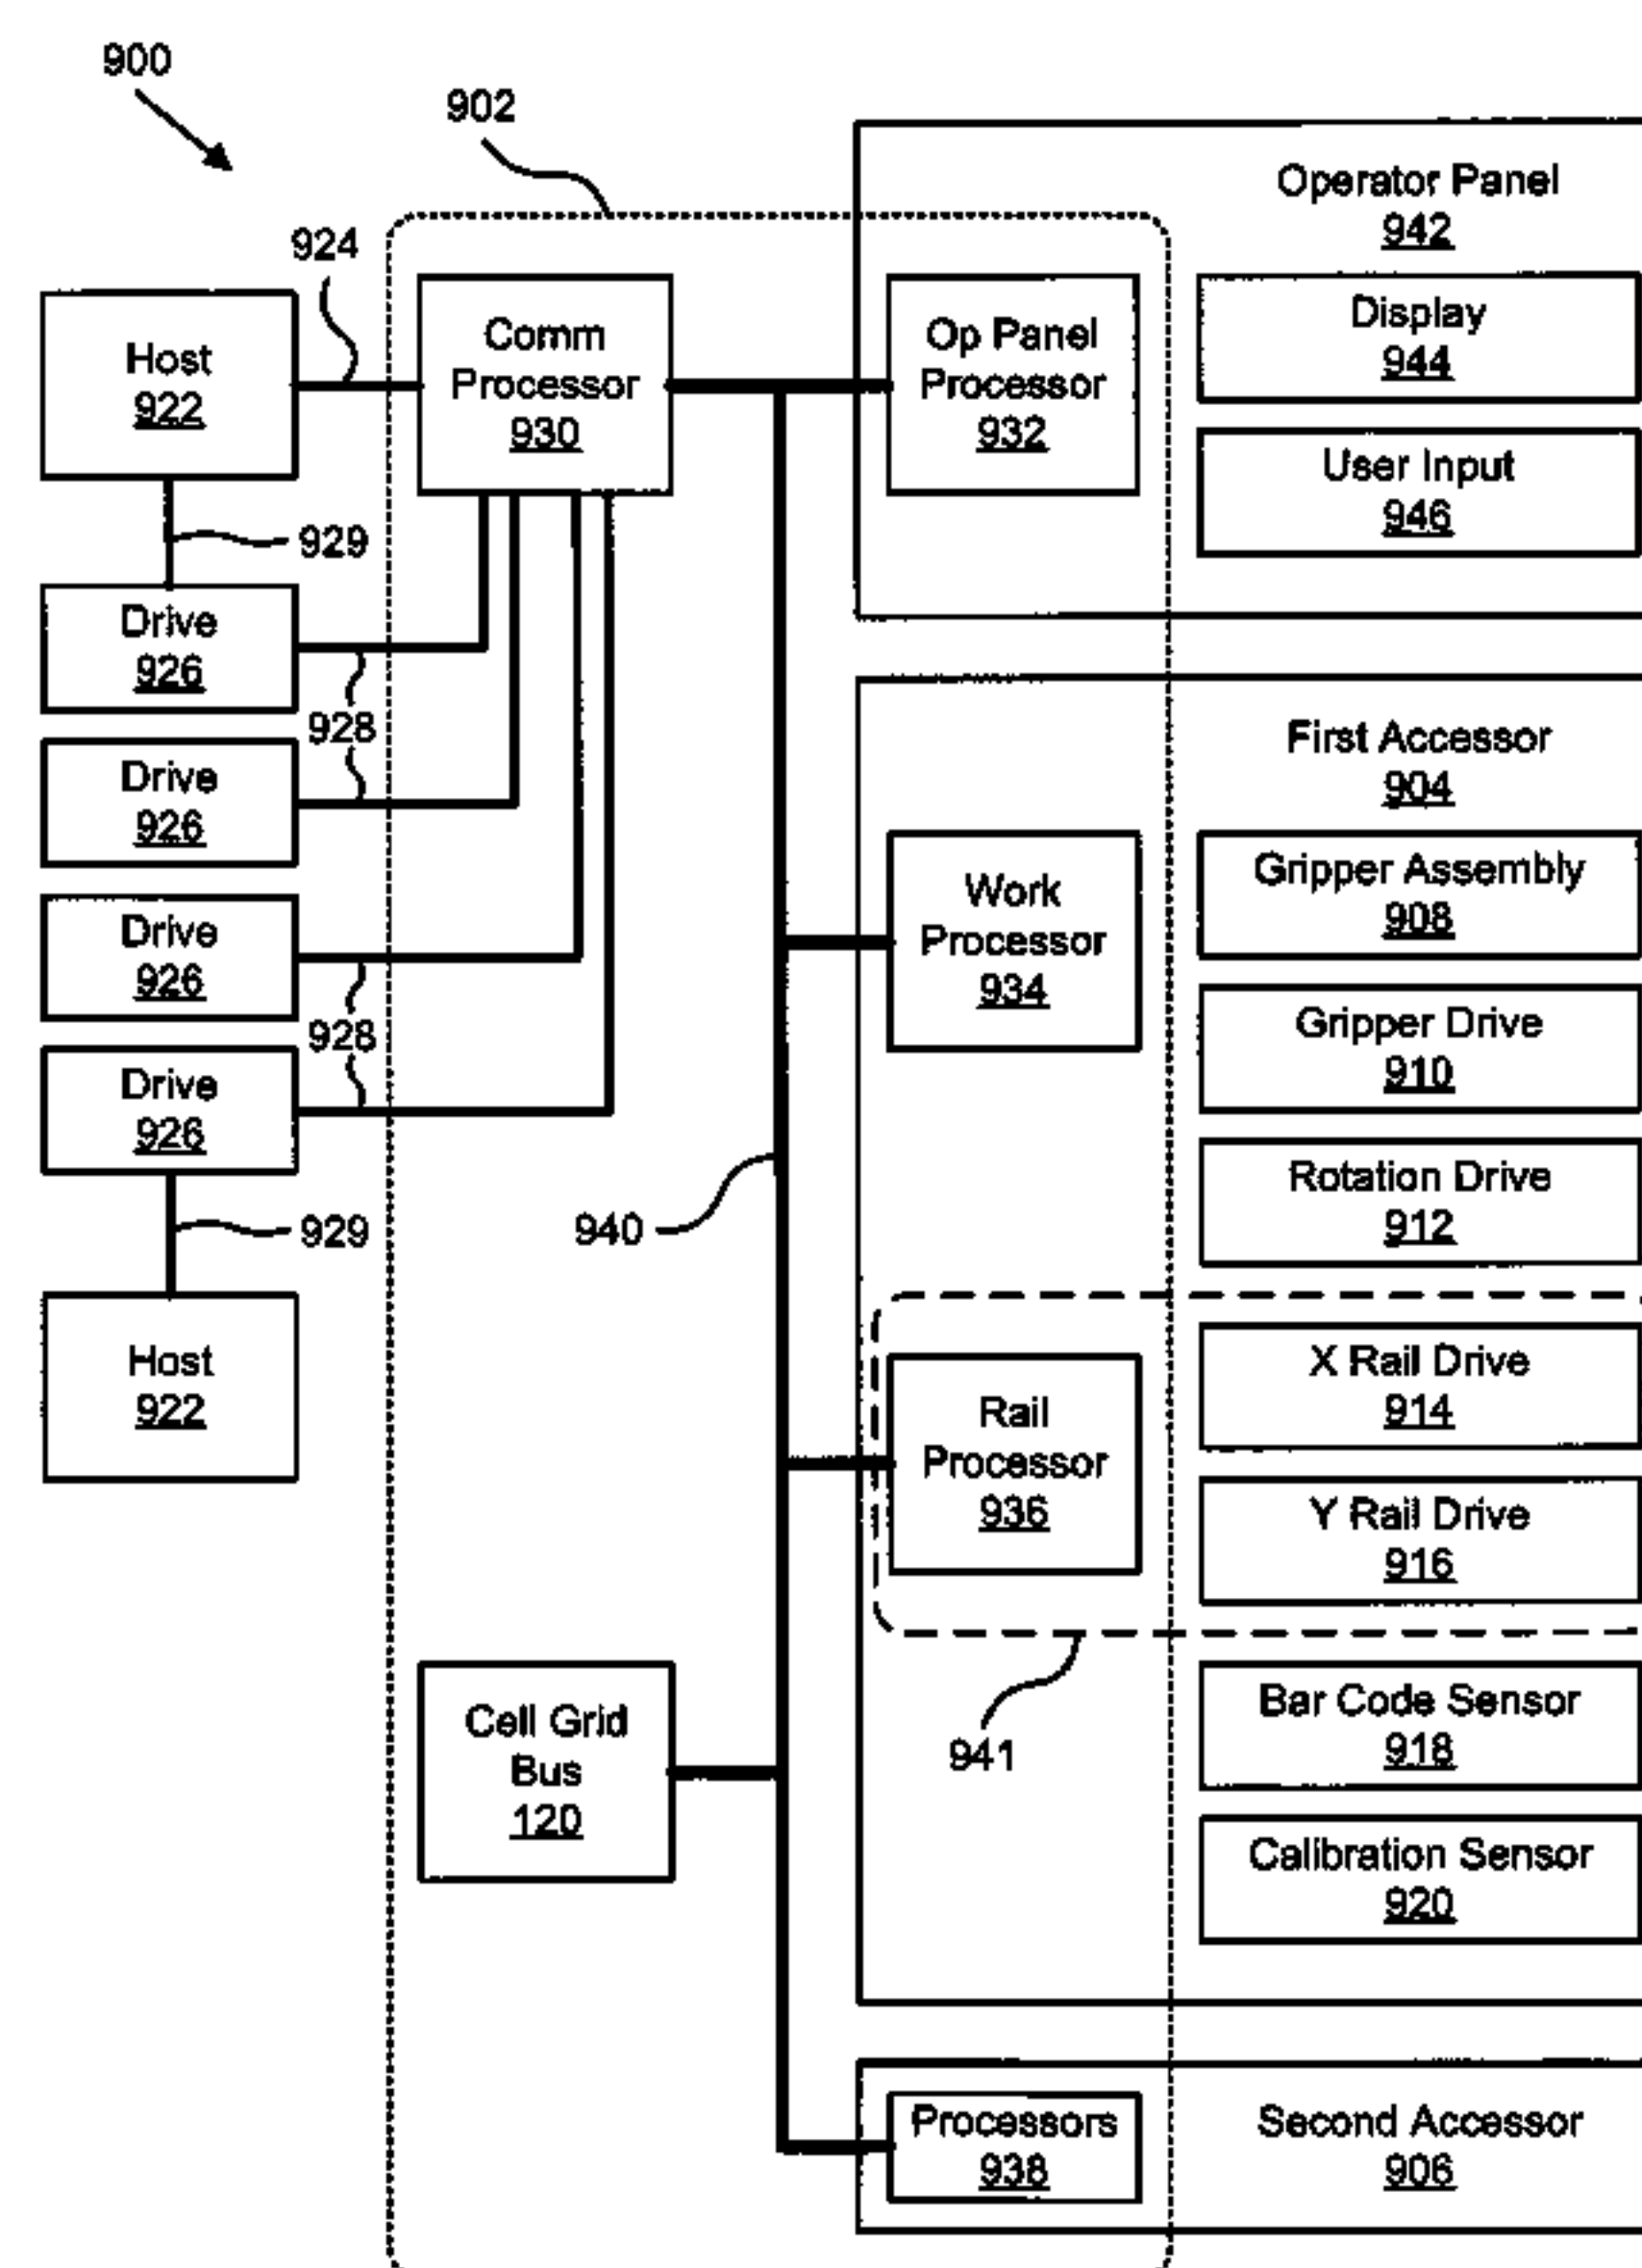 900
902
924
Host
922
929
Drive
926
928
Drive
926
Drive
926
928
Drive
926
929
Host
922
Comm
Processor
930
940
Cell Grid
Bus
120
Operator Panel
942
Op Panel
Processor
932
Display
944
User Input
946
First Accessor
904
Work
Processor
934
Gripper Assembly
908
Gripper Drive
910
Rotation Drive
912
Rail
Processor
936
X Rail Drive
914
Y Rail Drive
916
941
Bar Code Sensor
918
Calibration Sensor
920
Processors
938
Second Accessor
906